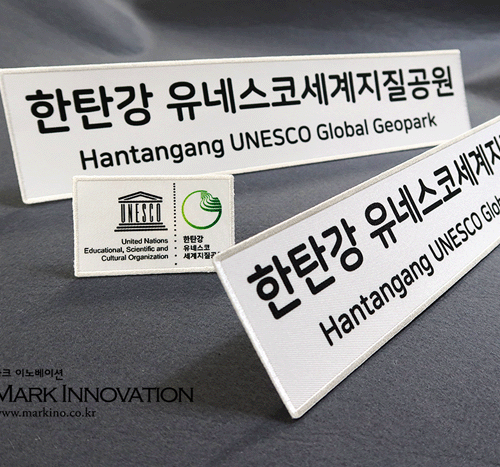 한탄강 유네스코세계지질공원
Hantangang UNESCO Global Geopark
UNESCO
United Nations
Educational, Scientific and
Cultural Organization
한탄강
유네스코
세계지질공
한탄강 유네스코세계지
Hantangang UNESCO Glob
크 이노베이션
MARK INNOVATION
www.markino.co.kr